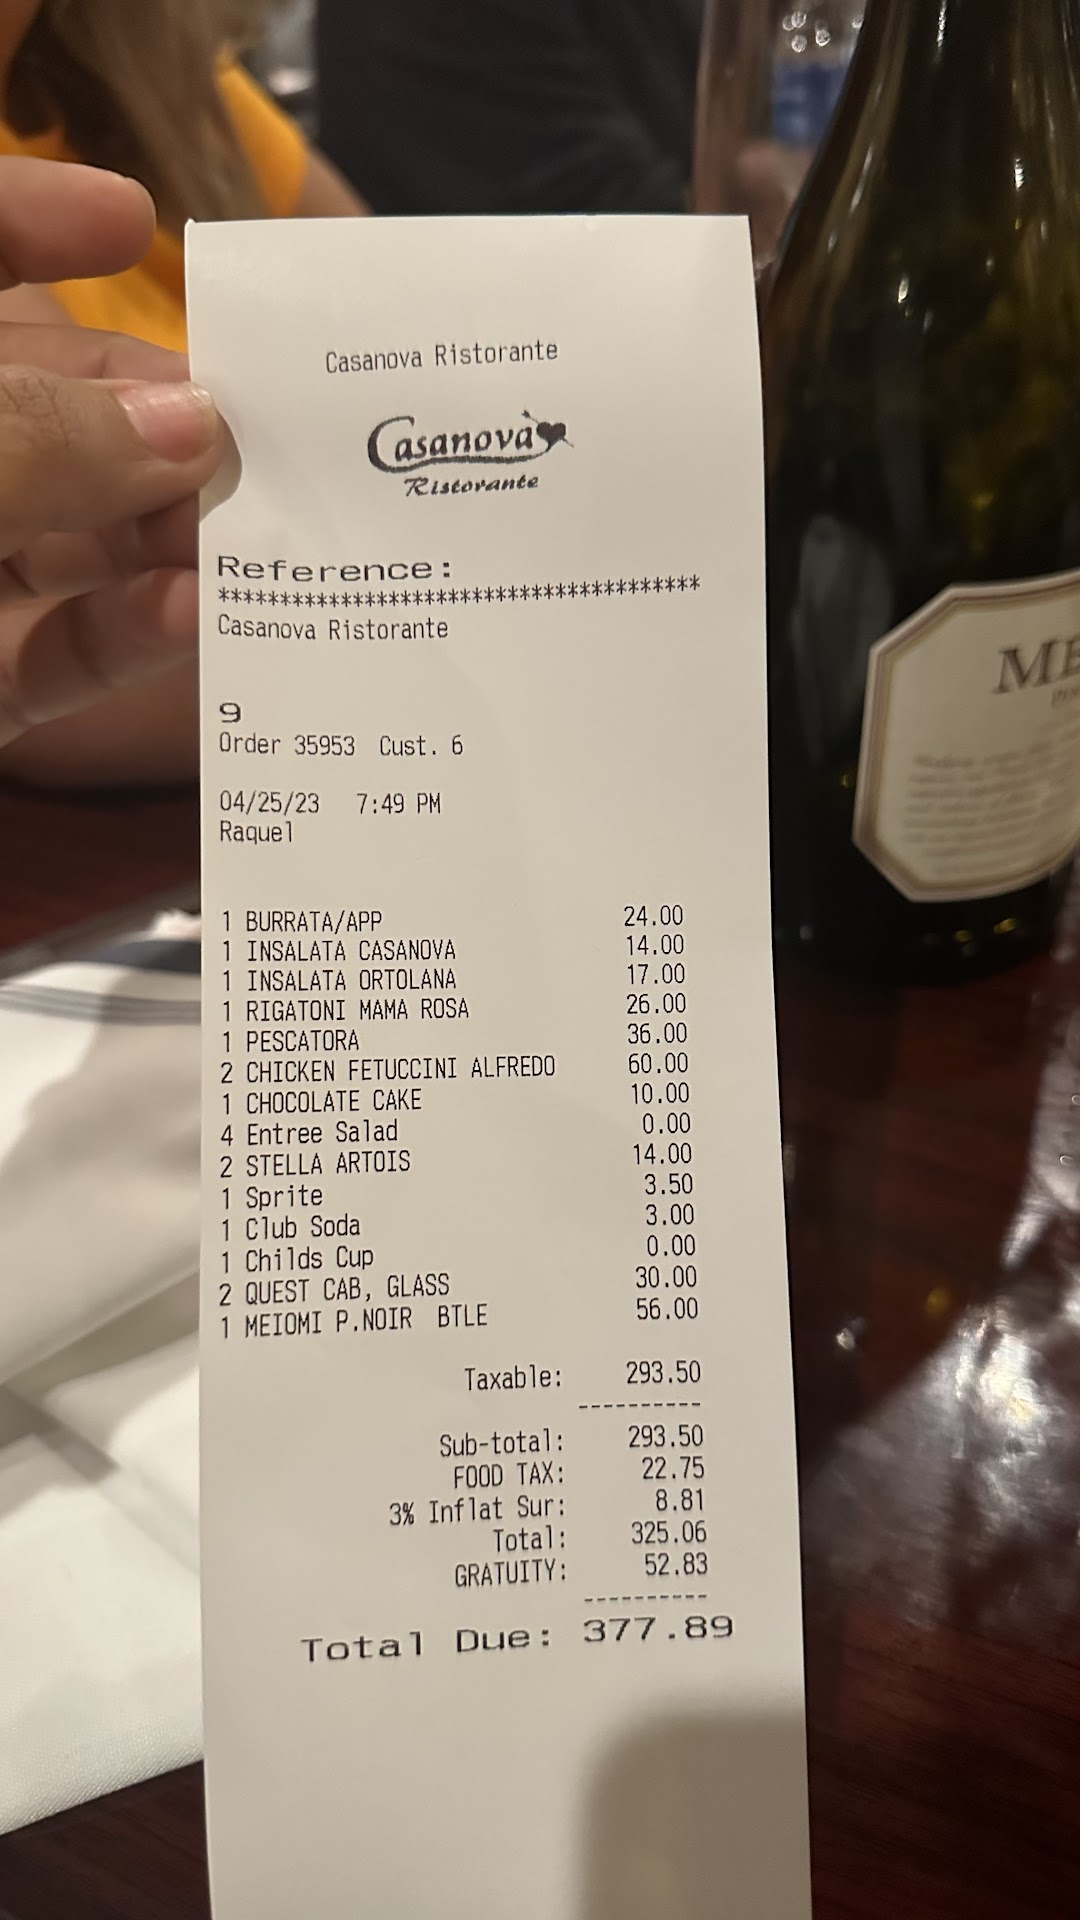 Casanova Ristorante
Casanova
Ristorante
Reference:
***************************************
Casanova Ristorante
9
Order 35953 Cust. 6
04/25/23 7:49 PM
Raquel
1 BURRATA/APP 24.00
1 INSALATA CASANOVA 14.00
1 INSALATA ORTOLANA 17.00
1 RIGATONI MAMA ROSA 26.00
1 PESCATORA 36.00
2 CHICKEN FETUCCINI ALFREDO 60.00
1 CHOCOLATE CAKE 10.00
4 Entree Salad 0.00
2 STELLA ARTOIS 14.00
1 Sprite 3.50
1 Club Soda 3.00
1 Childs Cup 0.00
2 QUEST CAB, GLASS 30.00
1 MEIOMI P.NOIR BTLE 56.00
Taxable: 293.50
----------
Sub-total: 293.50
FOOD TAX: 22.75
3% Inflat Sur: 8.81
Total: 325.06
GRATUITY: 52.83
----------
Total Due: 377.89
ME